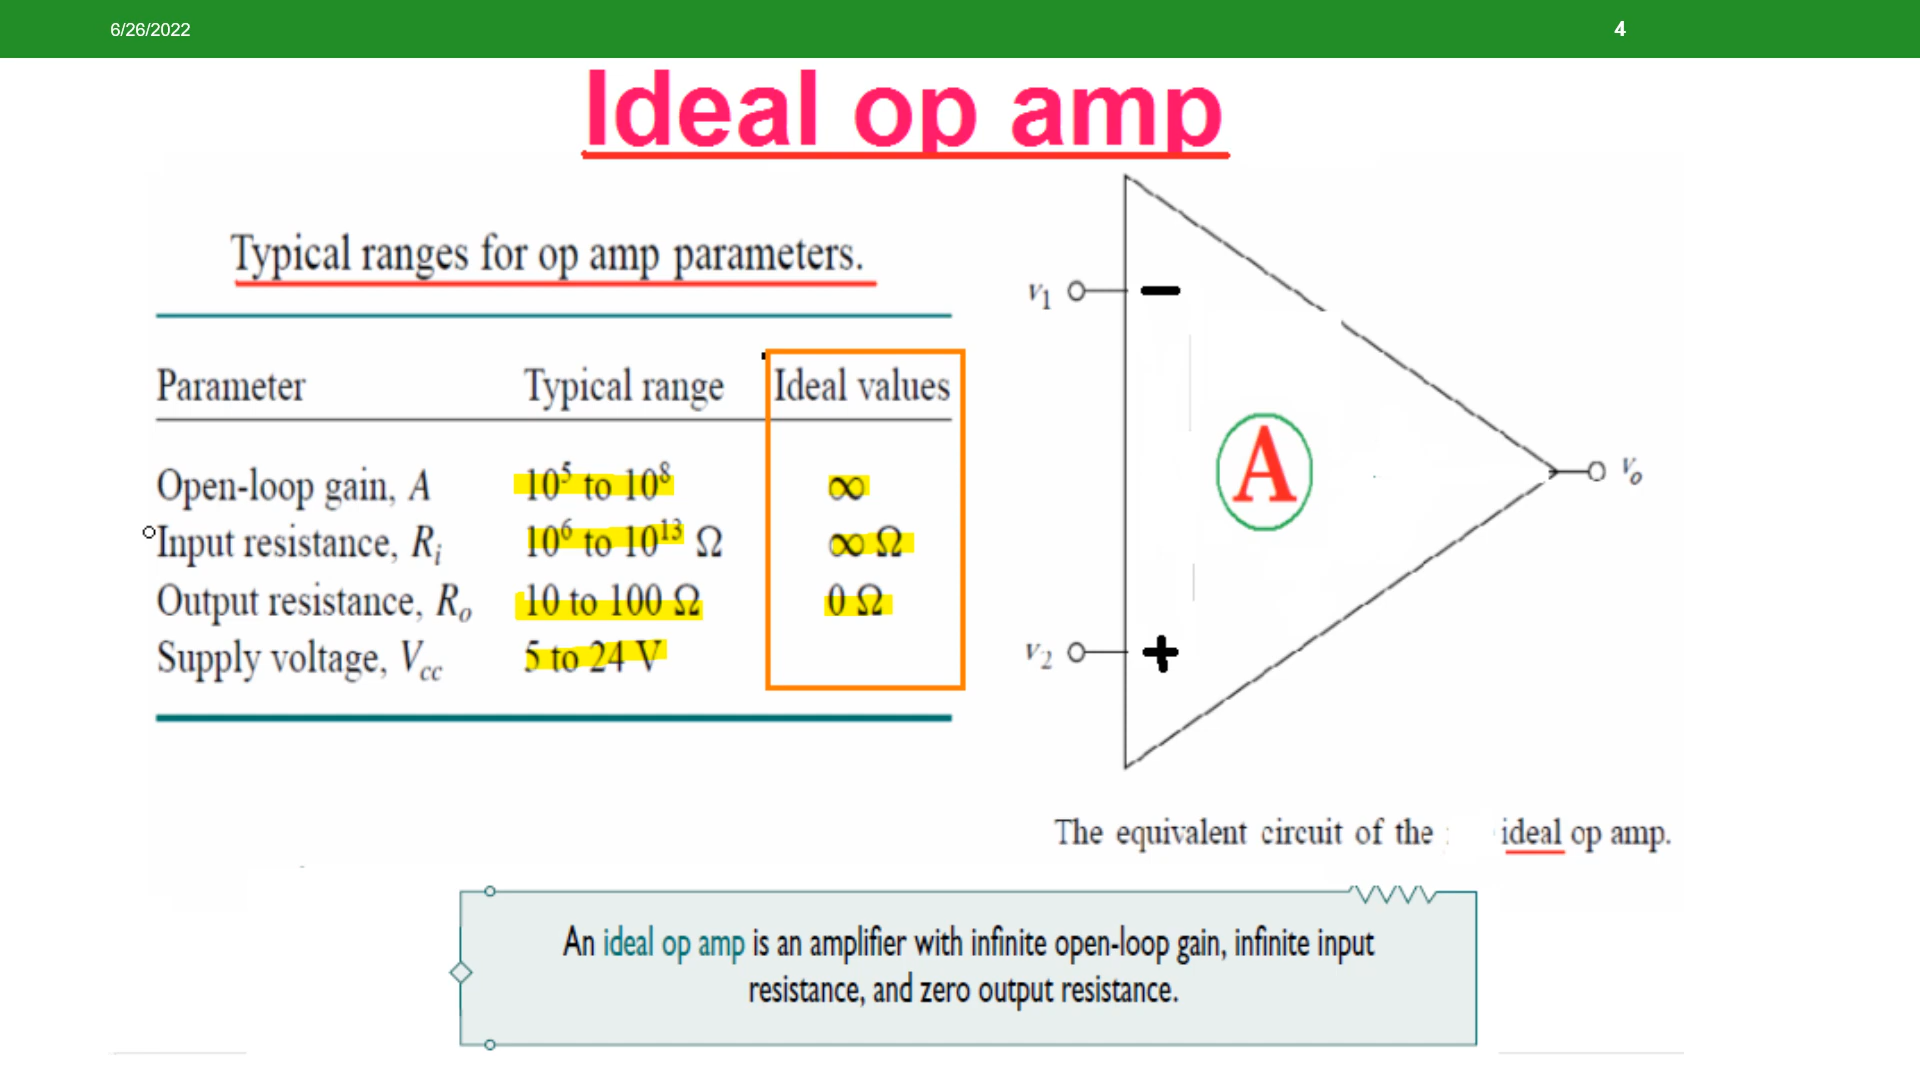 6/26/2022 4
Ideal op amp
Typical ranges for op amp parameters.
Parameter Typical range Ideal values
Open-loop gain, A 10⁵ to 10⁸ ∞
Input resistance, Rᵢ 10⁶ to 10¹³ Ω ∞ Ω
Output resistance, Rₒ 10 to 100 Ω 0 Ω
Supply voltage, V_cc 5 to 24 V
v₁
−
A
vₒ
v₂
+
The equivalent circuit of the ideal op amp.
An ideal op amp is an amplifier with infinite open-loop gain, infinite input
resistance, and zero output resistance.